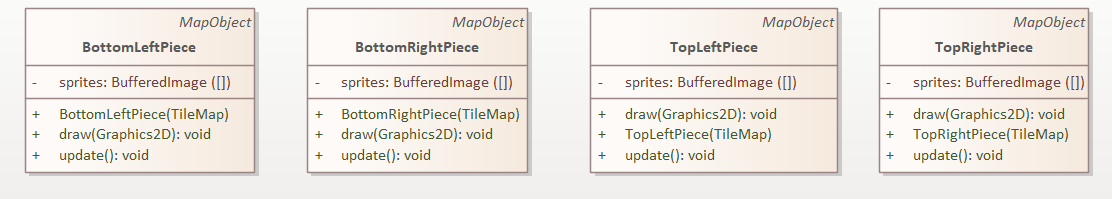 MapObject
BottomLeftPiece
- sprites: BufferedImage ([])
+ BottomLeftPiece(TileMap)
+ draw(Graphics2D): void
+ update(): void
MapObject
BottomRightPiece
- sprites: BufferedImage ([])
+ BottomRightPiece(TileMap)
+ draw(Graphics2D): void
+ update(): void
MapObject
TopLeftPiece
- sprites: BufferedImage ([])
+ draw(Graphics2D): void
+ TopLeftPiece(TileMap)
+ update(): void
MapObject
TopRightPiece
- sprites: BufferedImage ([])
+ draw(Graphics2D): void
+ TopRightPiece(TileMap)
+ update(): void